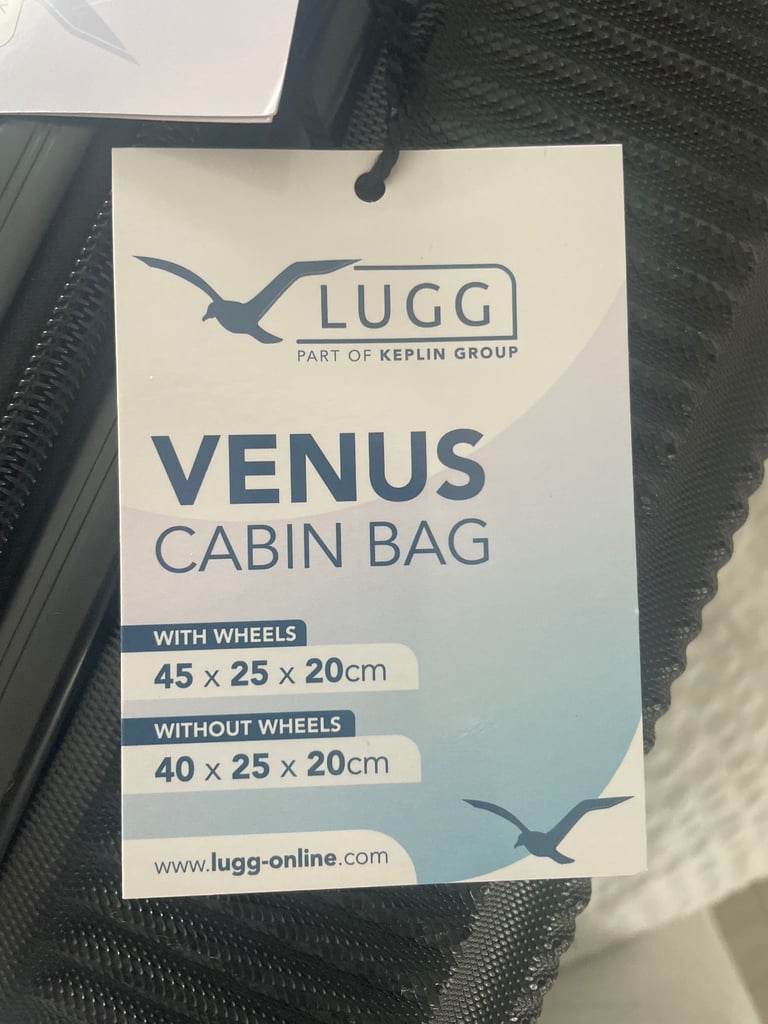 LUGG
PART OF KEPLIN GROUP
VENUS
CABIN BAG
WITH WHEELS
45 x 25 x 20cm
WITHOUT WHEELS
40 x 25 x 20cm
www.lugg-online.com